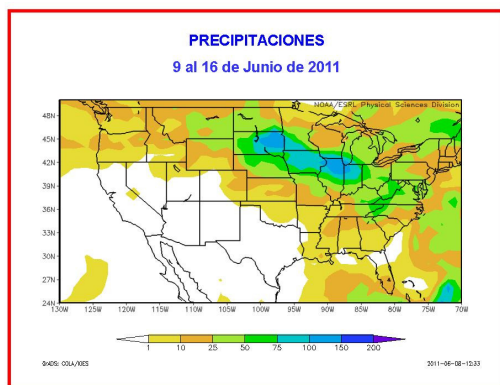 PRECIPITACIONES
9 al 16 de Junio de 2011
NOAA/ESRL Physical Sciences Division
48N
45N
42N
39N
36N
33N
30N
27N
24N
130W 125W 120W 115W 110W 105W 100W 95W 90W 85W 80W 75W 70W
1 10 25 50 75 100 150 200
GrADS: COLA/IGES 2011-06-08-12:33